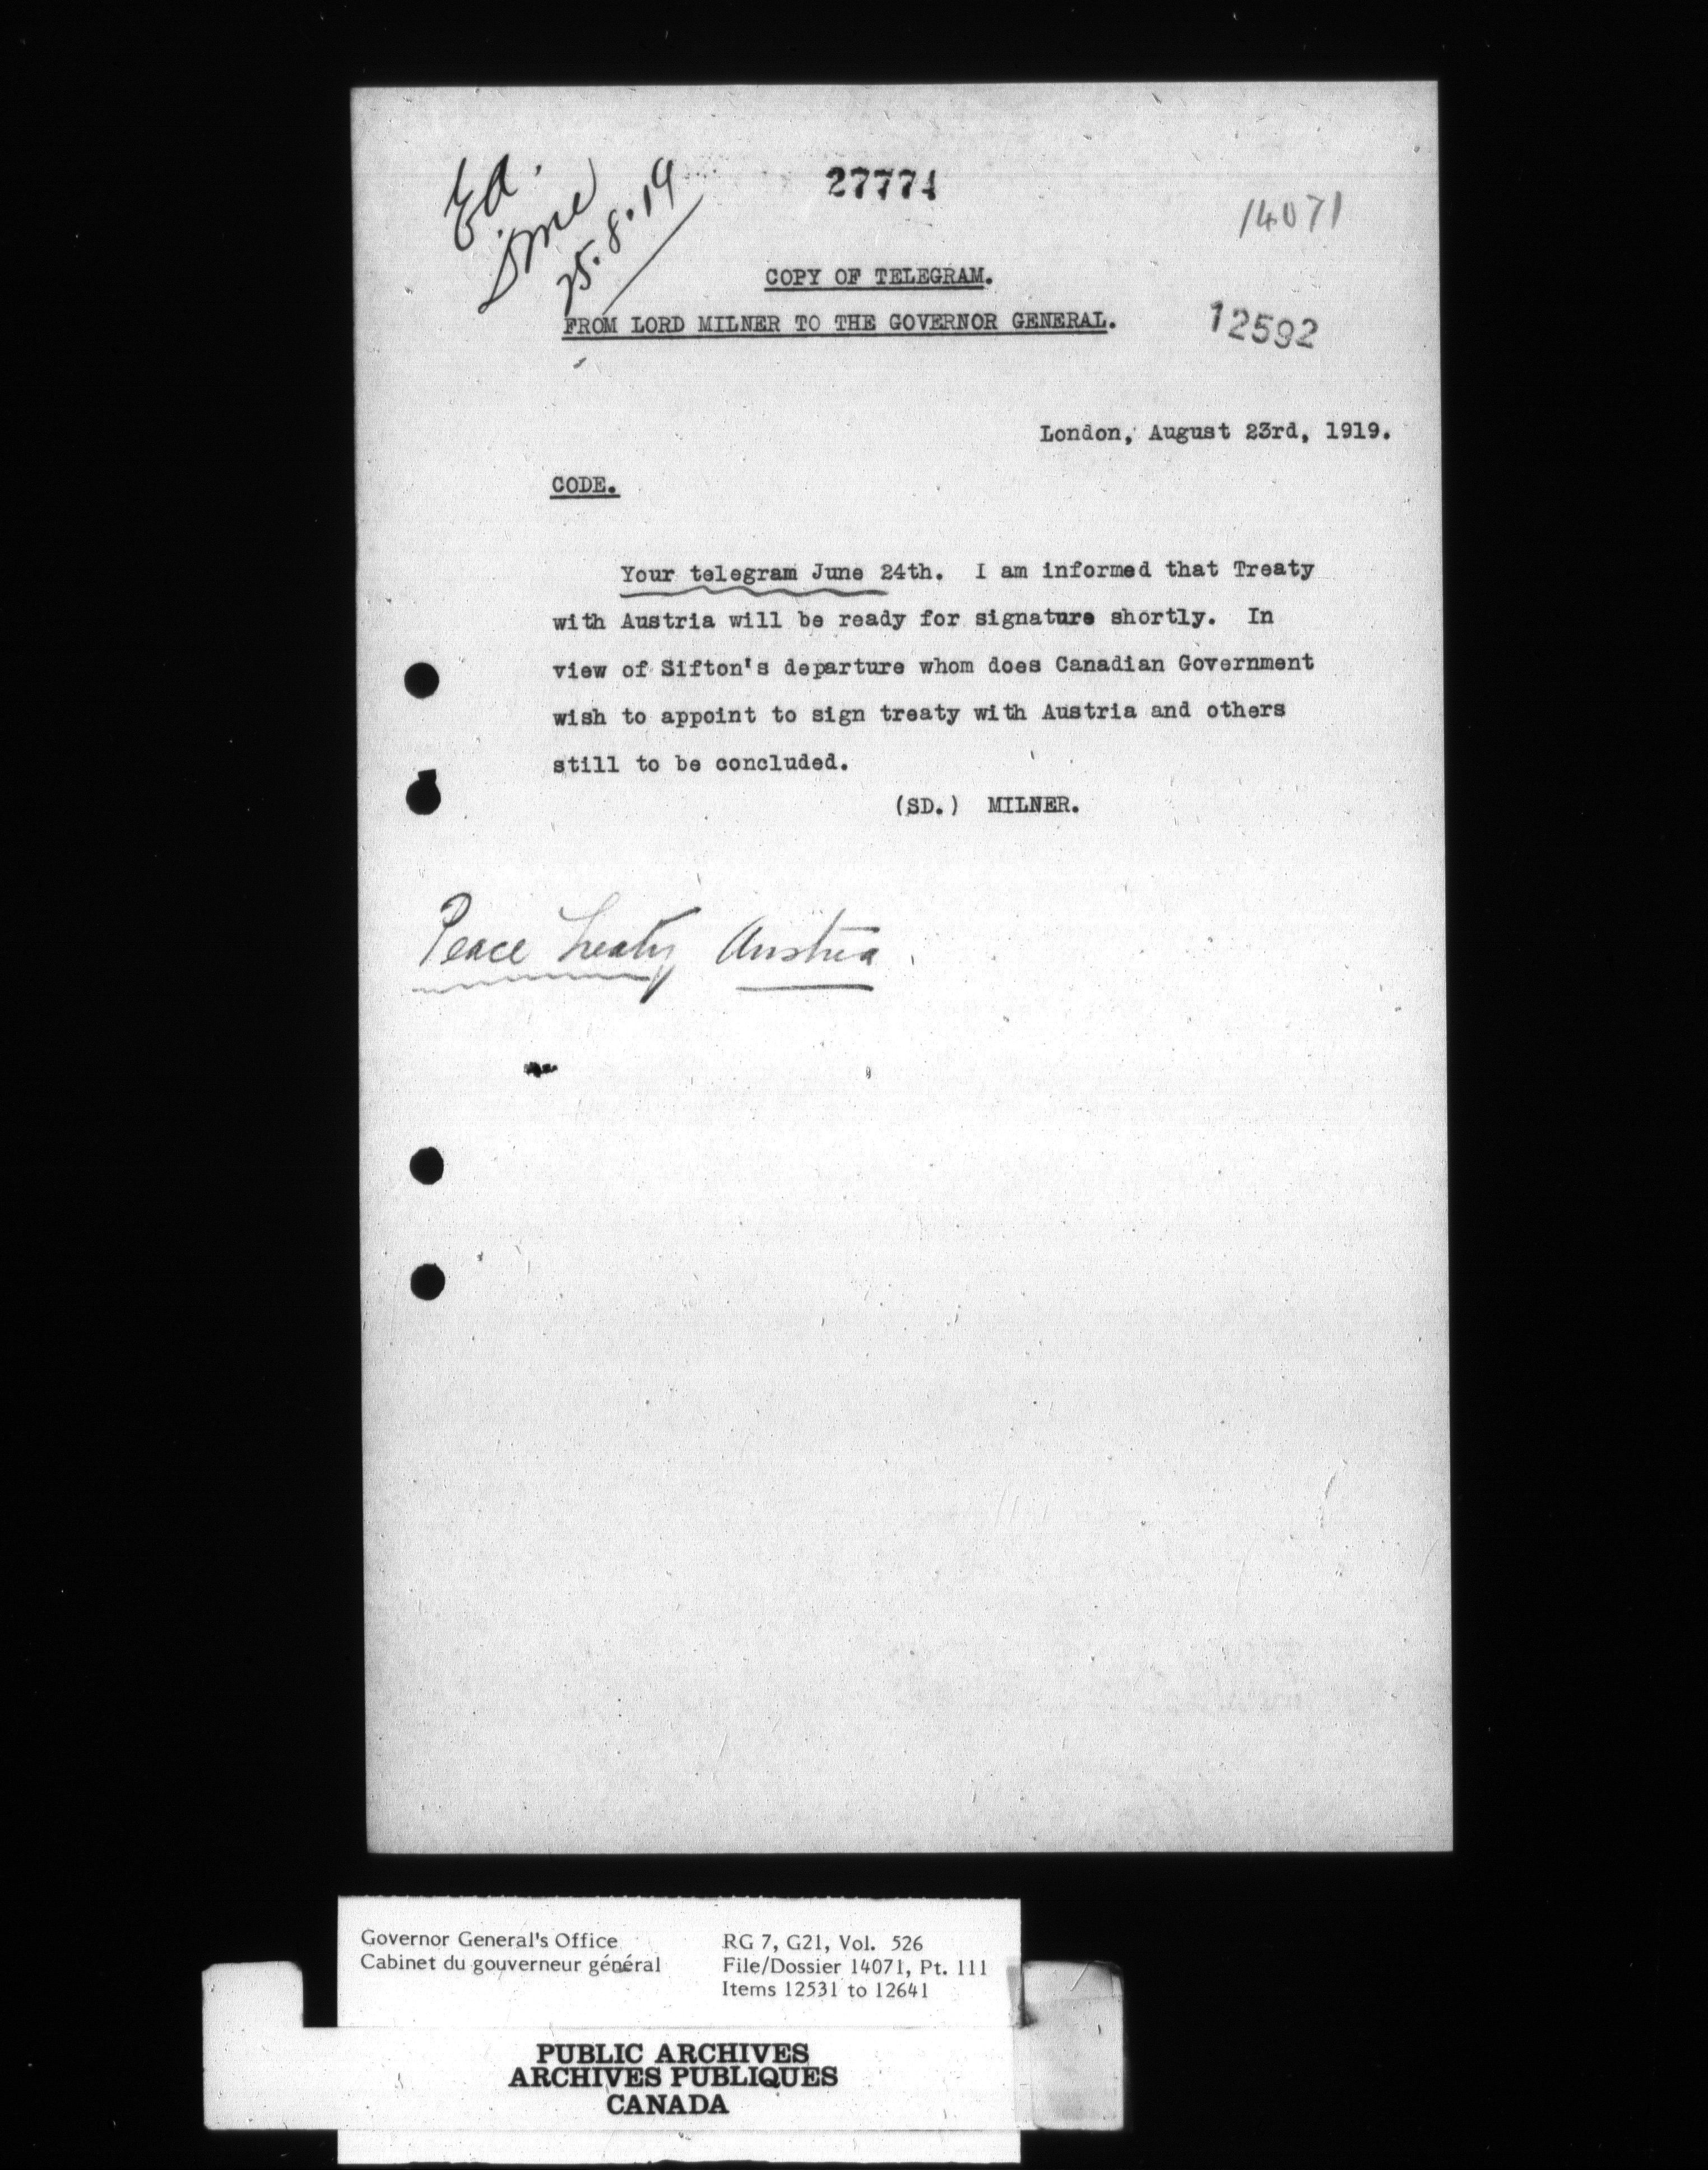 Ed.
25.8.19
27774
14071
COPY OF TELEGRAM.
FROM LORD MILNER TO THE GOVERNOR GENERAL.
12592
London, August 23rd, 1919.
CODE.
Your telegram June 24th. I am informed that Treaty
with Austria will be ready for signature shortly. In
view of Sifton's departure whom does Canadian Government
wish to appoint to sign treaty with Austria and others
still to be concluded.
(SD.) MILNER.
Peace Treaty Austria.
Governor General's Office
Cabinet du gouverneur général
RG 7, G21, Vol. 526
File/Dossier 14071, Pt. 111
Items 12531 to 12641
PUBLIC ARCHIVES
ARCHIVES PUBLIQUES
CANADA